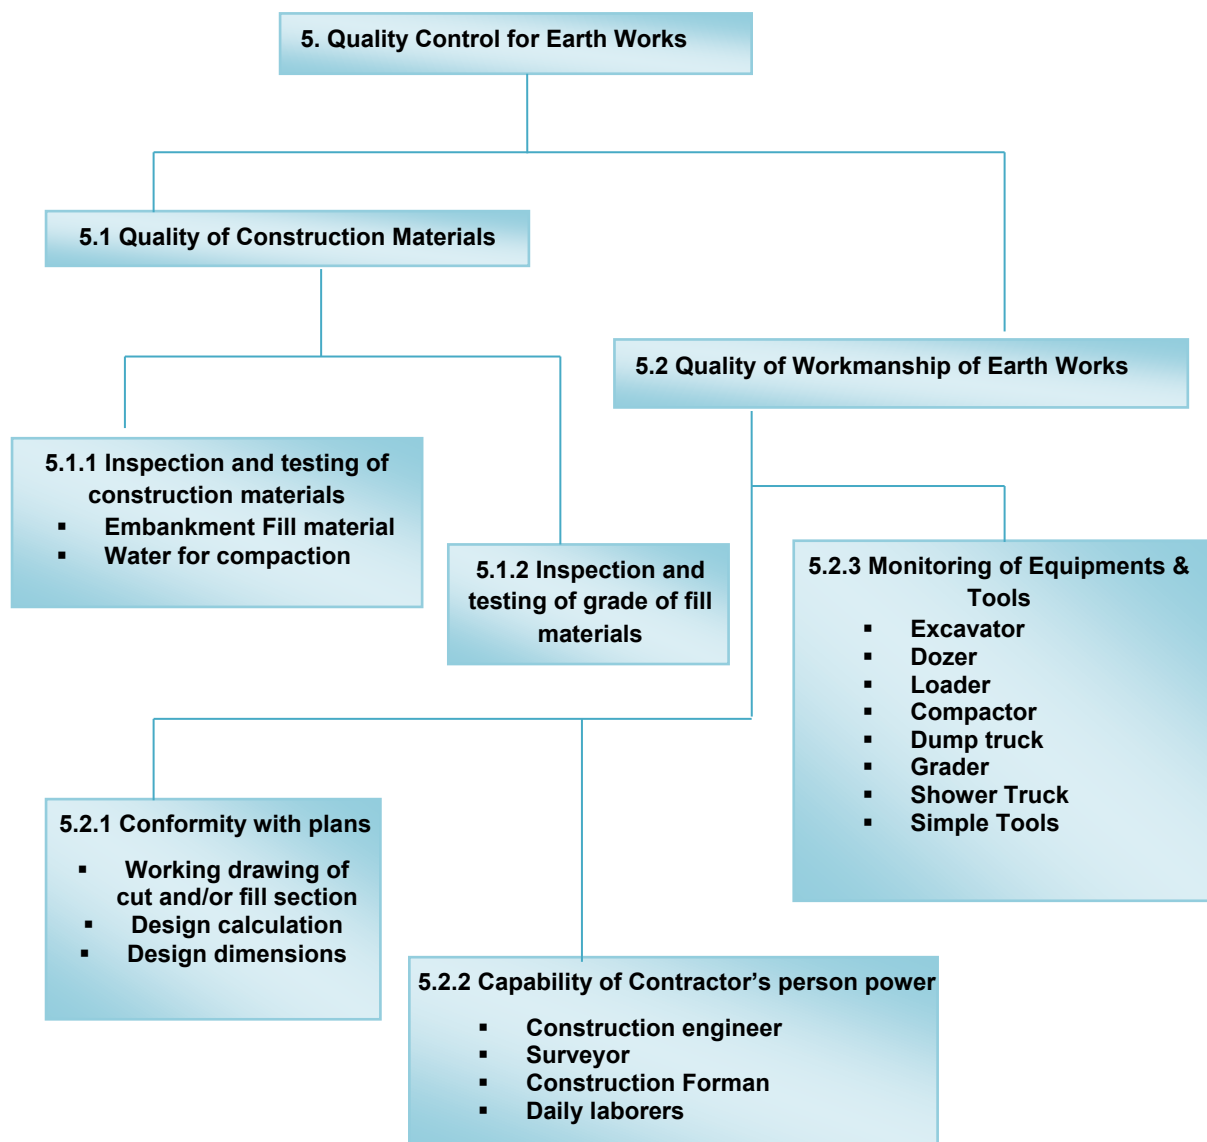 5. Quality Control for Earth Works
5.1 Quality of Construction Materials
5.2 Quality of Workmanship of Earth Works
5.1.1 Inspection and testing of
construction materials
▪ Embankment Fill material
▪ Water for compaction
5.1.2 Inspection and
testing of grade of fill
materials
5.2.3 Monitoring of Equipments &
Tools
▪ Excavator
▪ Dozer
▪ Loader
▪ Compactor
▪ Dump truck
▪ Grader
▪ Shower Truck
▪ Simple Tools
5.2.1 Conformity with plans
▪ Working drawing of
cut and/or fill section
▪ Design calculation
▪ Design dimensions
5.2.2 Capability of Contractor’s person power
▪ Construction engineer
▪ Surveyor
▪ Construction Forman
▪ Daily laborers